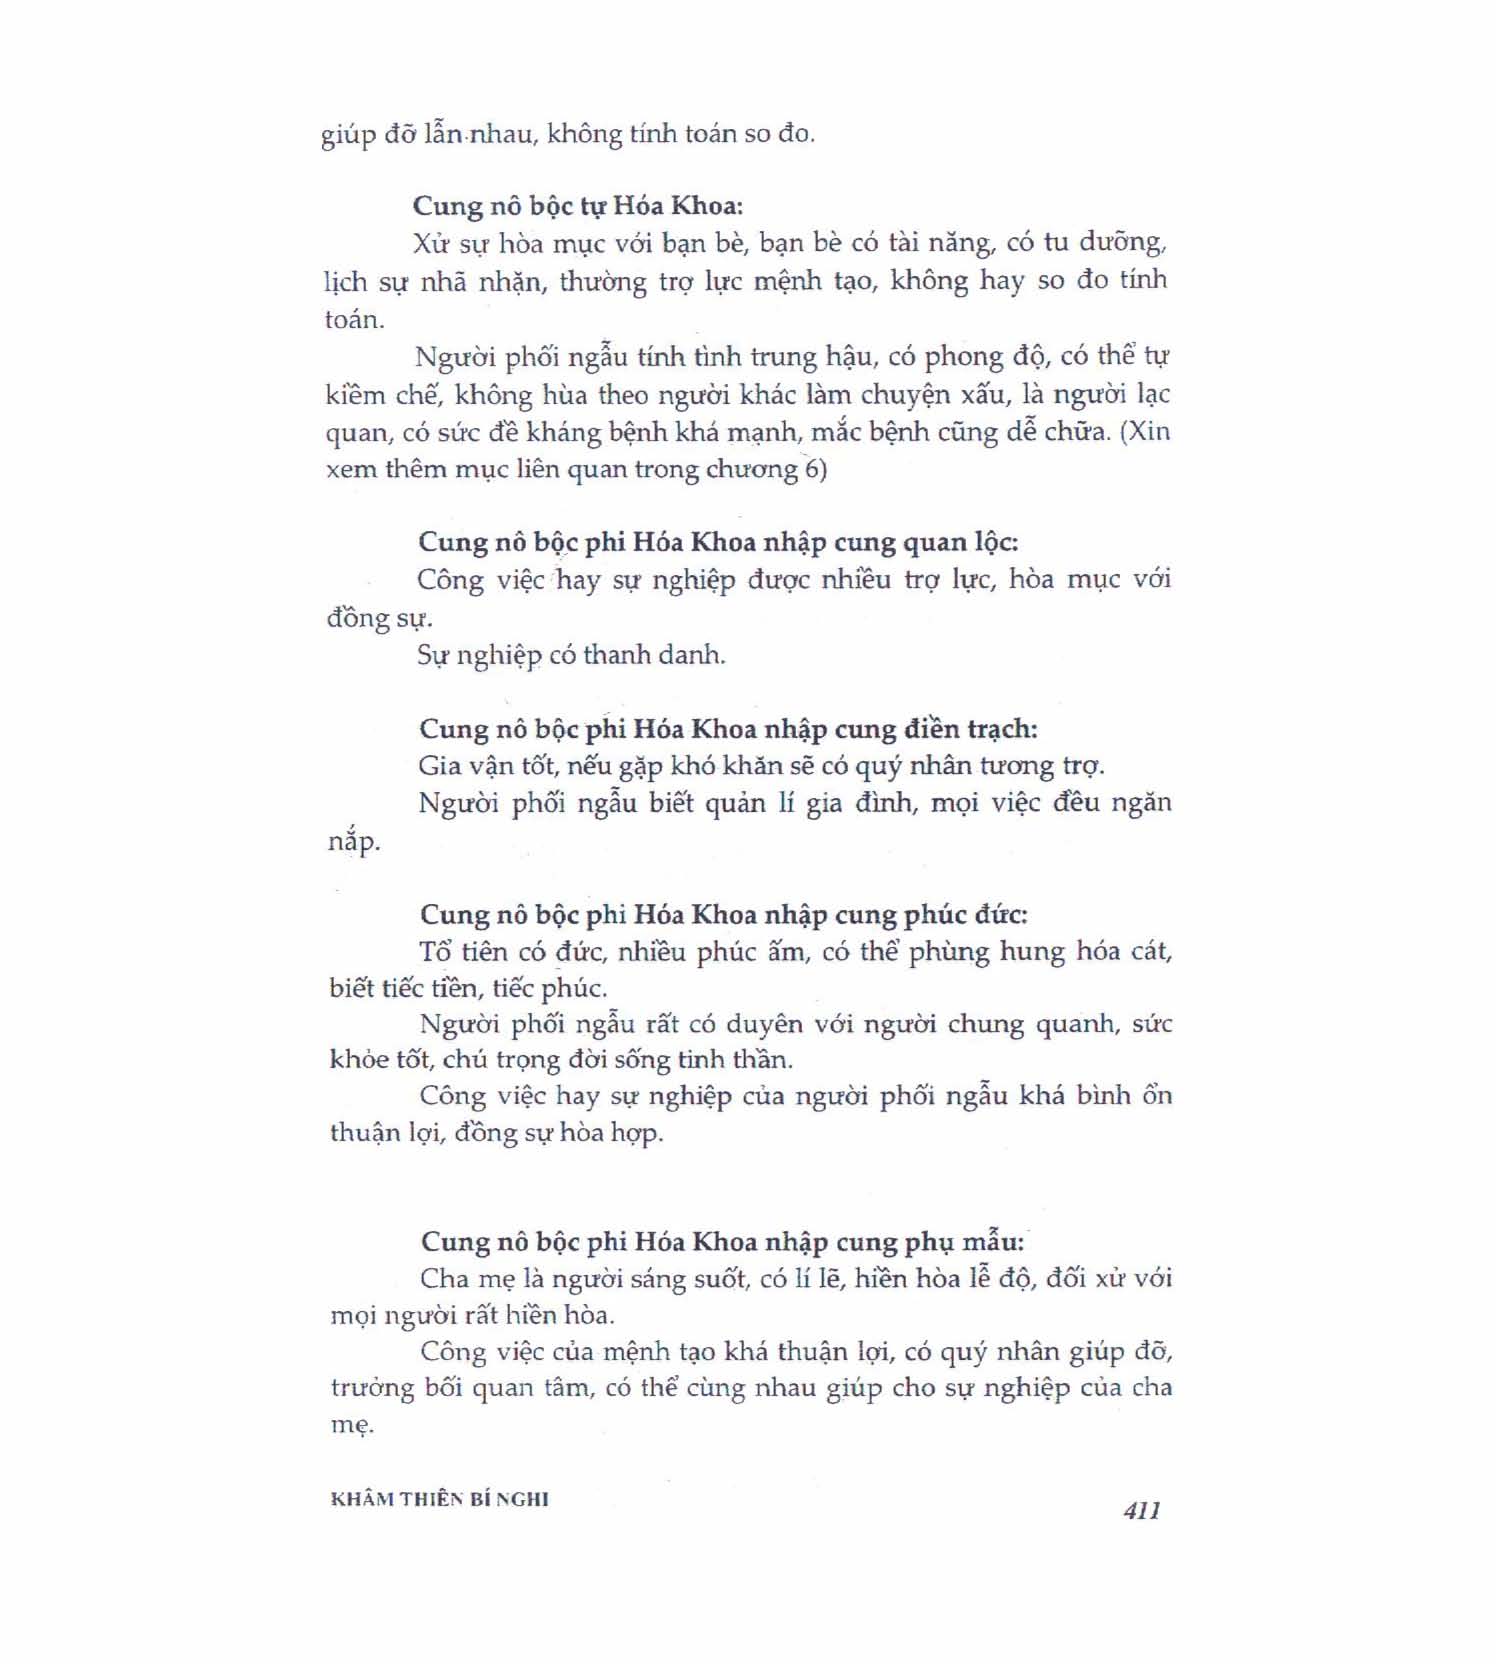 giúp đỡ lẫn nhau, không tính toán so đo.
Cung nô bộc tự Hóa Khoa:
Xử sự hòa mục với bạn bè, bạn bè có tài năng, có tu dưỡng,
lịch sự nhã nhặn, thường trợ lực mệnh tạo, không hay so đo tính
toán.
Người phối ngẫu tính tình trung hậu, có phong độ, có thể tự
kiềm chế, không hùa theo người khác làm chuyện xấu, là người lạc
quan, có sức đề kháng bệnh khá mạnh, mắc bệnh cũng dễ chữa. (Xin
xem thêm mục liên quan trong chương 6)
Cung nô bộc phi Hóa Khoa nhập cung quan lộc:
Công việc hay sự nghiệp được nhiều trợ lực, hòa mục với
đồng sự.
Sự nghiệp có thanh danh.
Cung nô bộc phi Hóa Khoa nhập cung điền trạch:
Gia vận tốt, nếu gặp khó khăn sẽ có quý nhân tương trợ.
Người phối ngẫu biết quản lí gia đình, mọi việc đều ngăn
nắp.
Cung nô bộc phi Hóa Khoa nhập cung phúc đức:
Tổ tiên có đức, nhiều phúc ấm, có thể phùng hung hóa cát,
biết tiếc tiền, tiếc phúc.
Người phối ngẫu rất có duyên với người chung quanh, sức
khỏe tốt, chú trọng đời sống tinh thần.
Công việc hay sự nghiệp của người phối ngẫu khá bình ổn
thuận lợi, đồng sự hòa hợp.
Cung nô bộc phi Hóa Khoa nhập cung phụ mẫu:
Cha mẹ là người sáng suốt, có lí lẽ, hiền hòa lễ độ, đối xử với
mọi người rất hiền hòa.
Công việc của mệnh tạo khá thuận lợi, có quý nhân giúp đỡ,
trưởng bối quan tâm, có thể cùng nhau giúp cho sự nghiệp của cha
mẹ.
KHÂM THIÊN BÍ NGHI
411